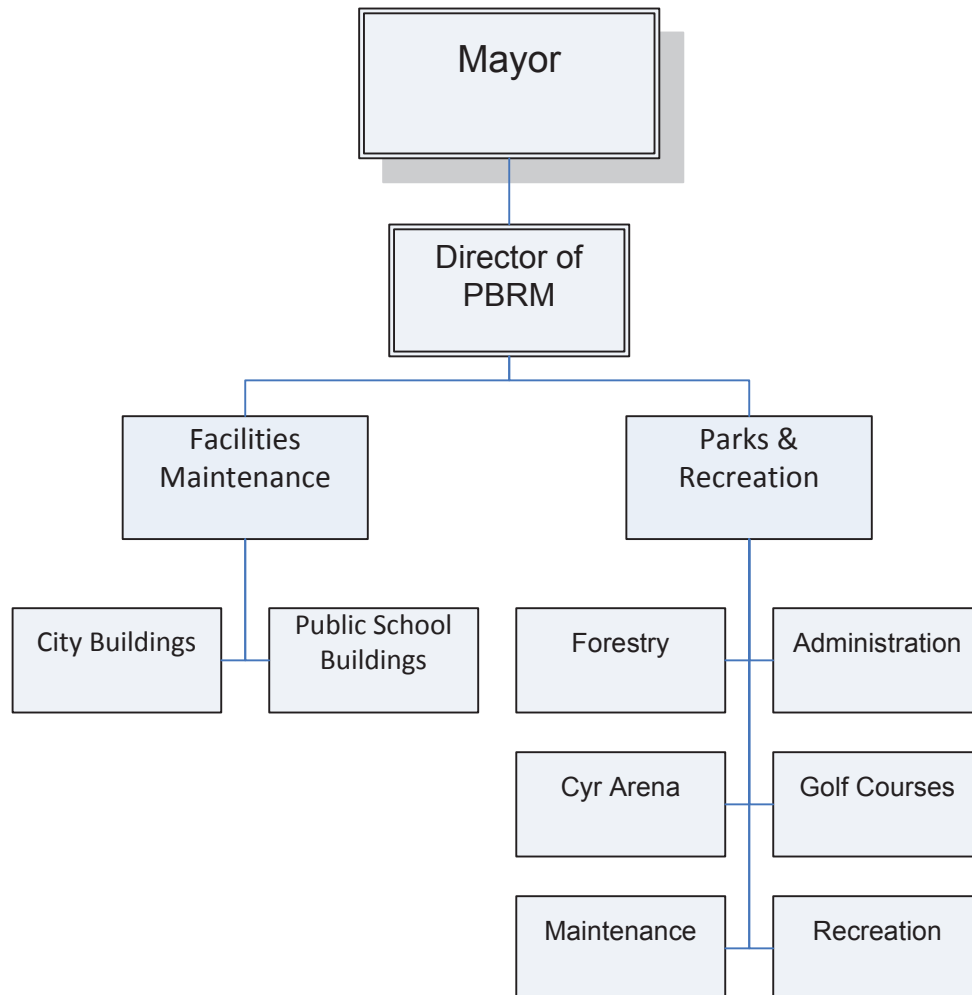 Mayor
Director of
PBRM
Facilities
Maintenance
Parks &
Recreation
City Buildings
Public School
Buildings
Forestry
Administration
Cyr Arena
Golf Courses
Maintenance
Recreation